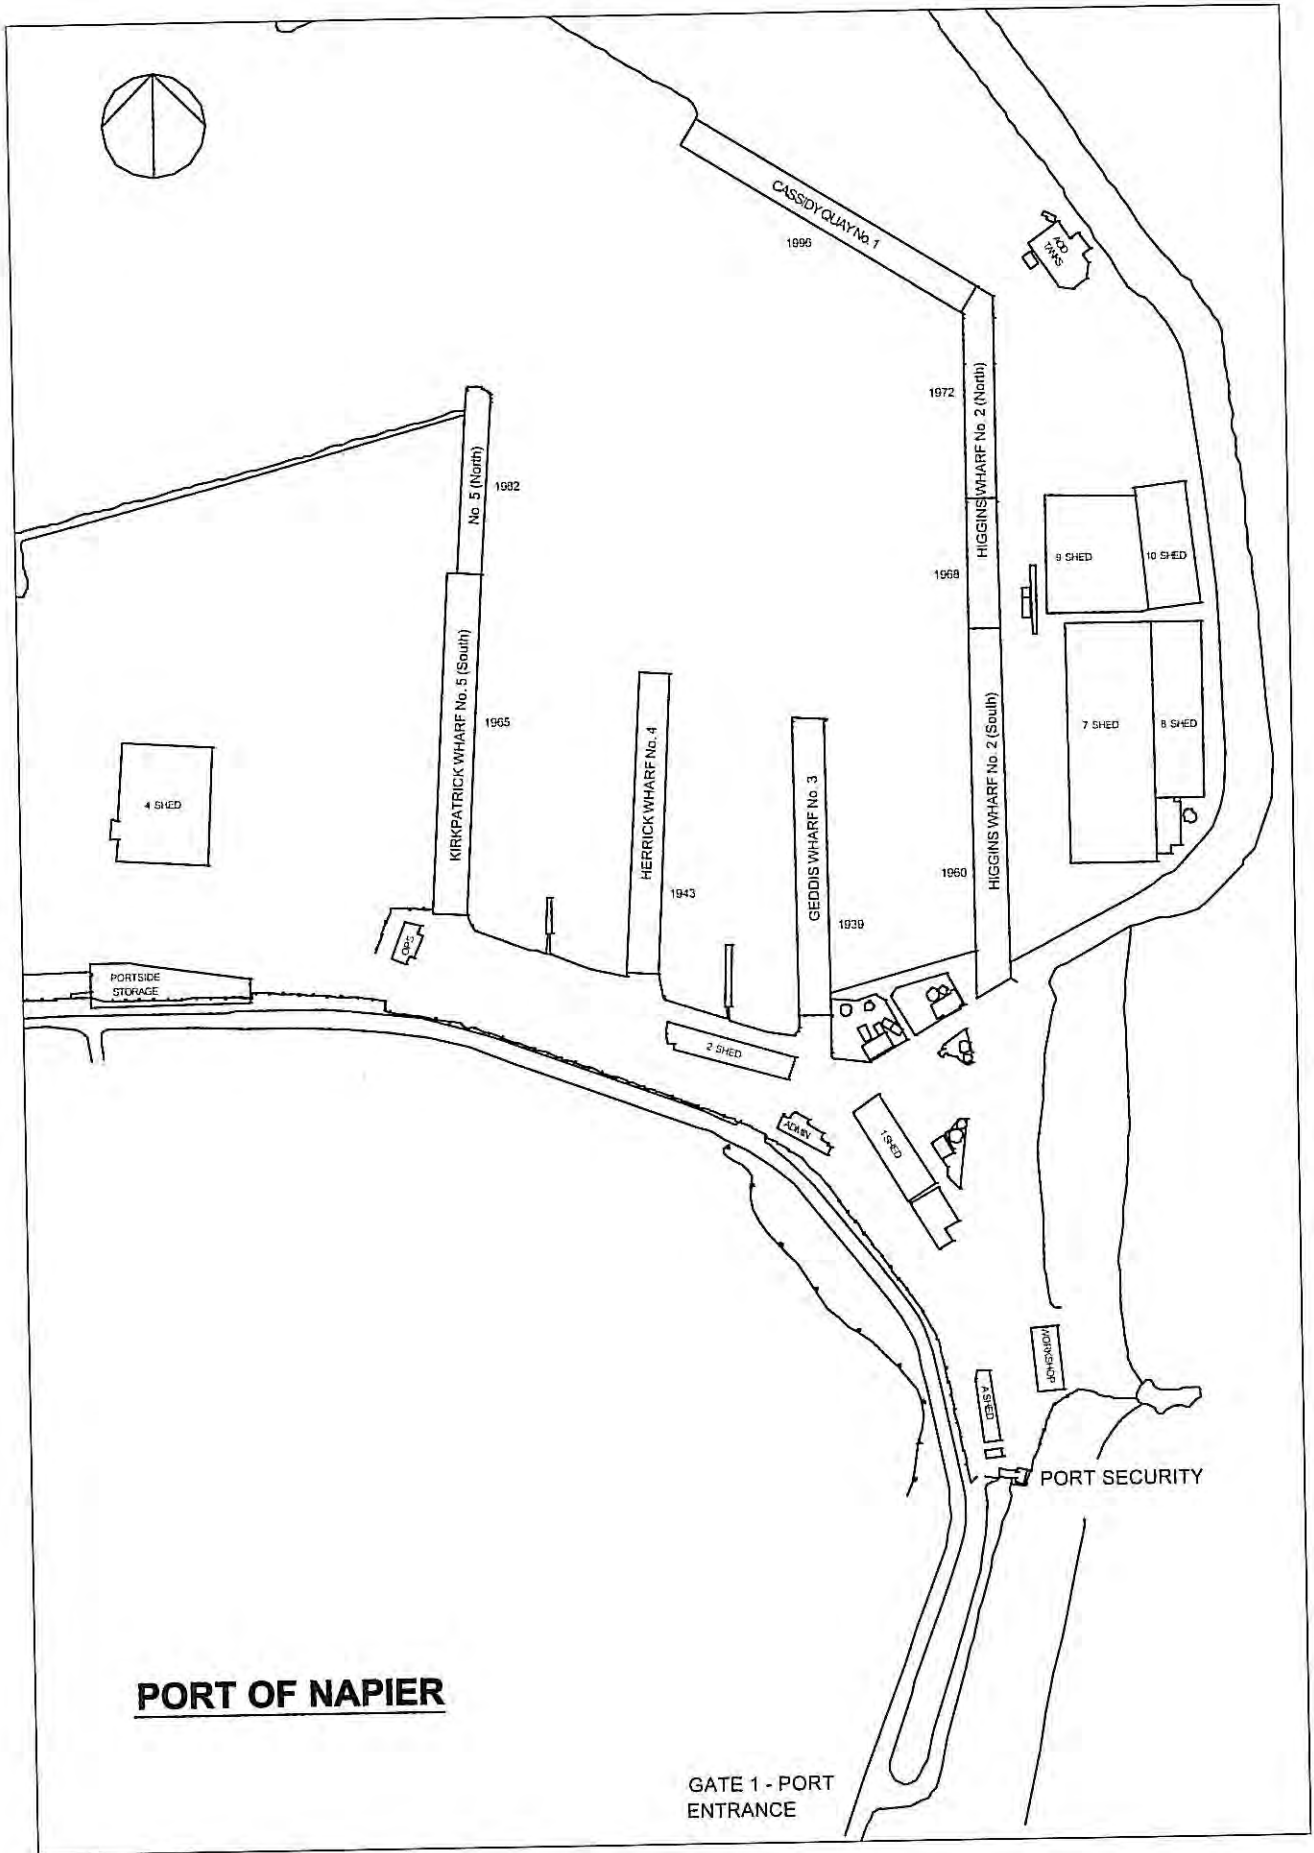 CASSIDY QUAY No. 1
1996
TANKS
1972
HIGGINS WHARF No. 2 (North)
No. 5 (North)
1982
9 SHED
10 SHED
1968
KIRKPATRICK WHARF No. 5 (South)
1965
HERRICK WHARF No. 4
1943
GEDDIS WHARF No. 3
1939
HIGGINS WHARF No. 2 (South)
1960
7 SHED
8 SHED
4 SHED
OPS
PORTSIDE
STORAGE
2 SHED
ADMIN
1 SHED
WORKSHOP
A SHED
PORT SECURITY
PORT OF NAPIER
GATE 1 - PORT
ENTRANCE